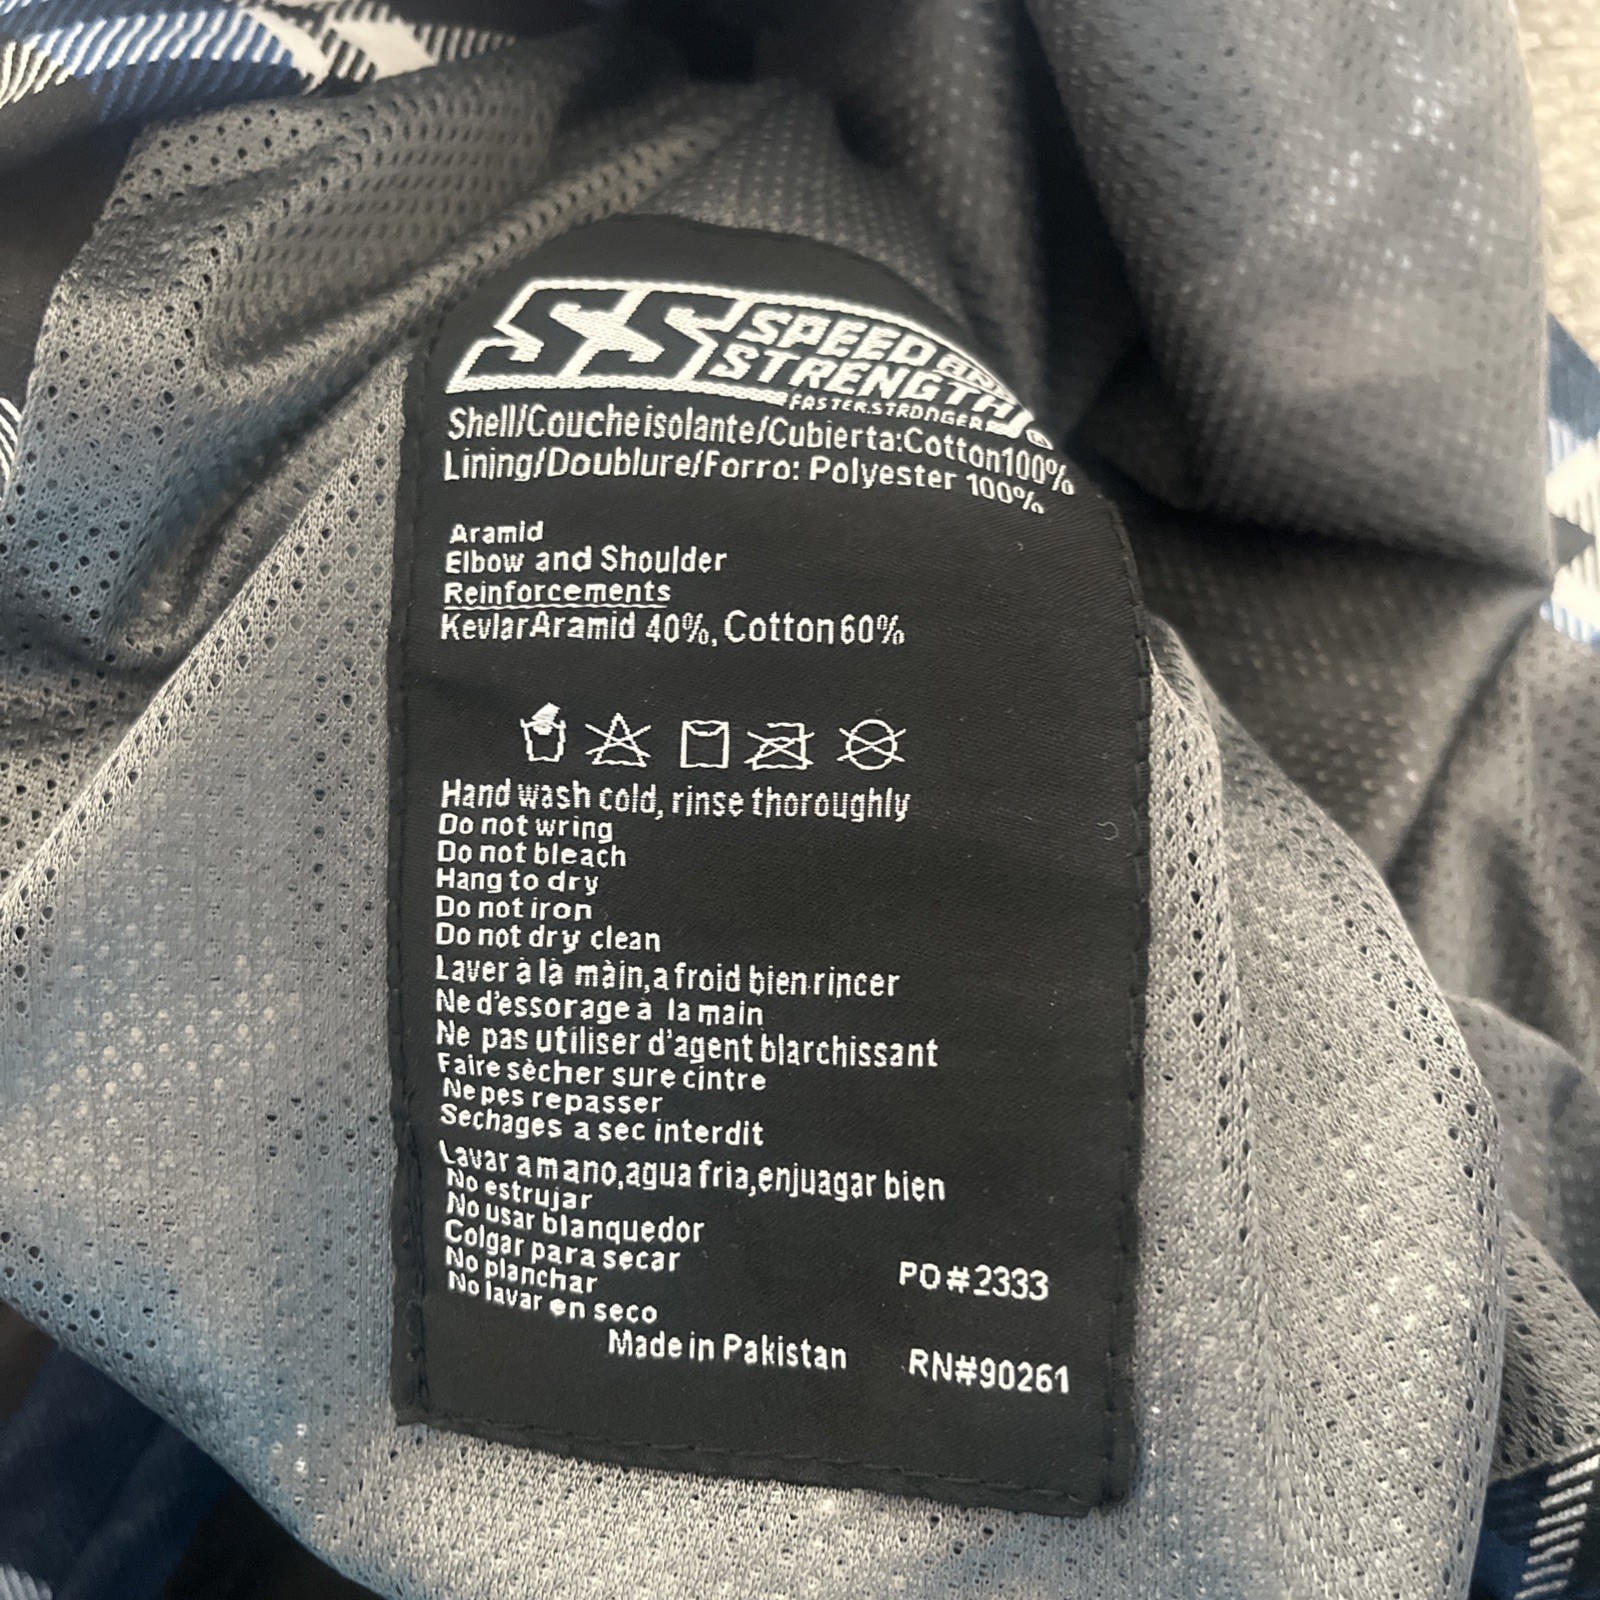 SS SPEED AND
STRENGTH
FASTER.STRONGER
Shell/Couche isolante/Cubierta:Cotton100%
Lining/Doublure/Forro: Polyester 100%
Aramid
Elbow and Shoulder
Reinforcements
Kevlar Aramid 40%, Cotton 60%
Hand wash cold, rinse thoroughly
Do not wring
Do not bleach
Hang to dry
Do not iron
Do not dry clean
Laver à là màin,a froid bien rincer
Ne d'essorage à la main
Ne pas utiliser d'agent blarchissant
Faire sècher sure cintre
Ne pes repasser
Sechages a sec interdit
Lavar a mano,agua fria,enjuagar bien
No estrujar
No usar blanquedor
Colgar para secar
No planchar
No lavar en seco
PO#2333
Made in Pakistan
RN#90261